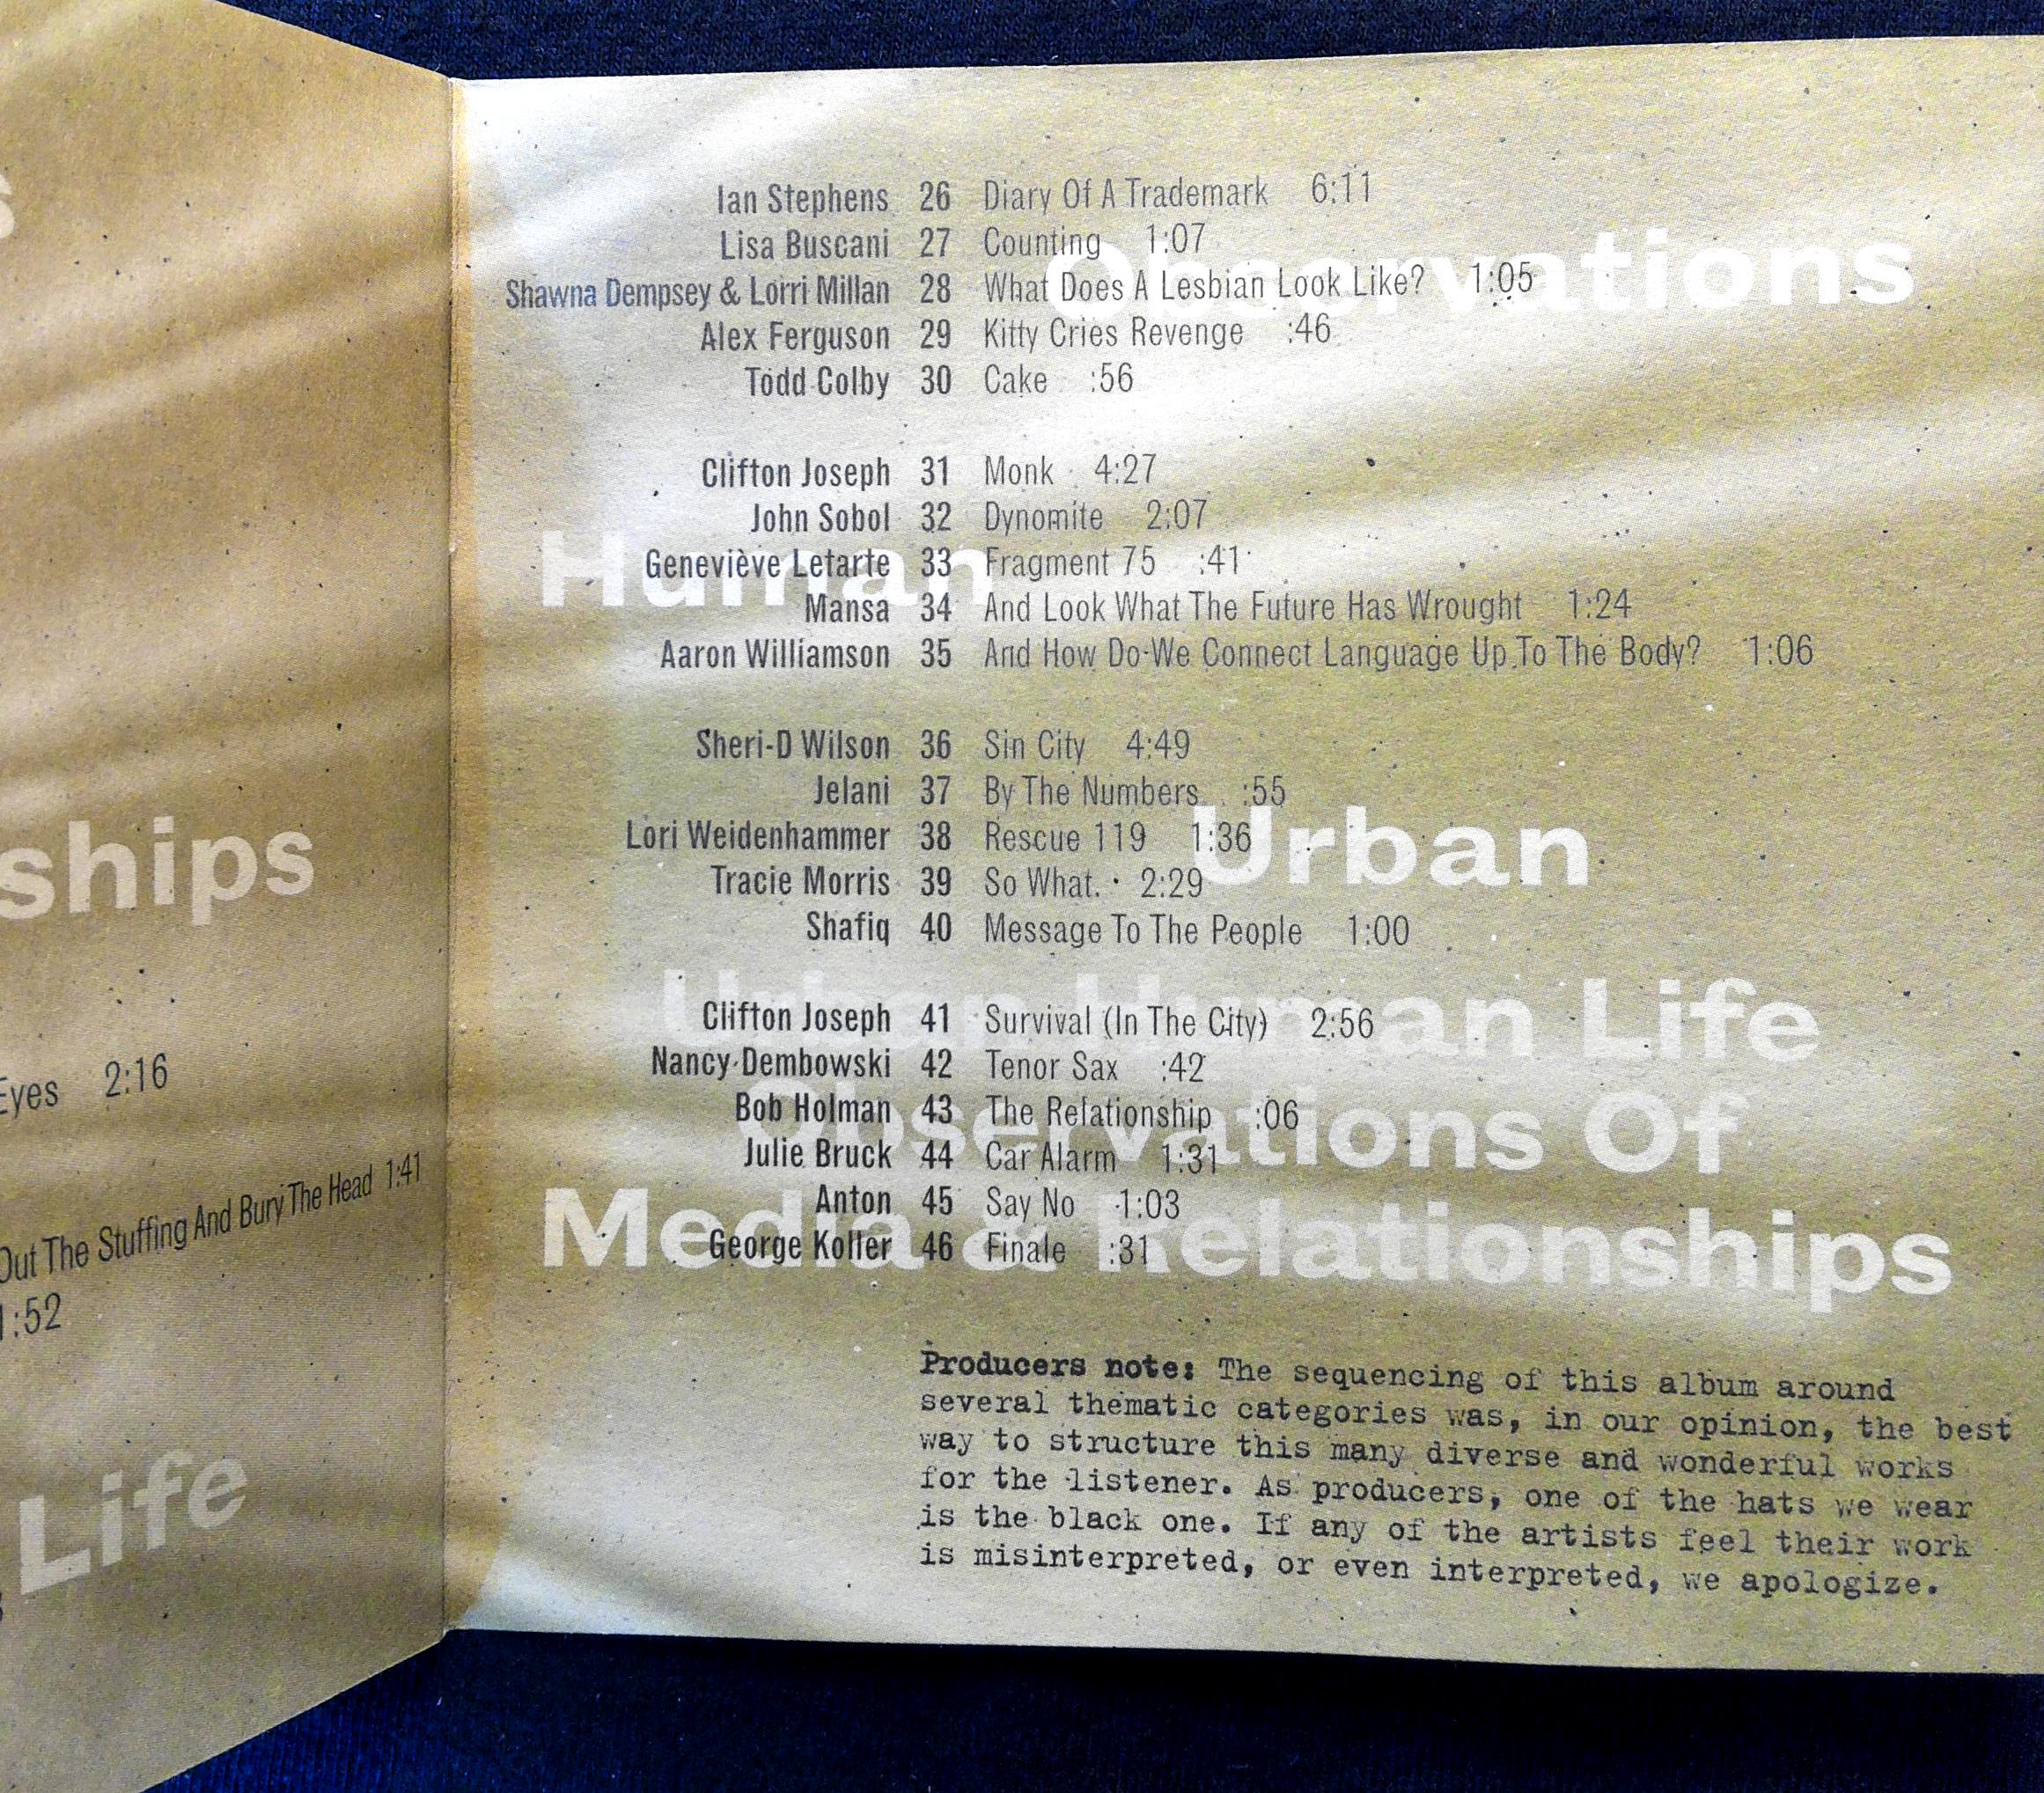 s
ships
Eyes 2:16
Out The Stuffing And Bury The Head 1:41
1:52
Life
Ian Stephens 26 Diary Of A Trademark 6:11
Lisa Buscani 27 Counting 1:07
Observations
Shawna Dempsey & Lorri Millan 28 What Does A Lesbian Look Like? 1:05
Alex Ferguson 29 Kitty Cries Revenge :46
Todd Colby 30 Cake :56
Clifton Joseph 31 Monk 4:27
John Sobol 32 Dynomite 2:07
Human
Geneviève Letarte 33 Fragment 75 :41
Mansa 34 And Look What The Future Has Wrought 1:24
Aaron Williamson 35 And How Do We Connect Language Up To The Body? 1:06
Sheri-D Wilson 36 Sin City 4:49
Jelani 37 By The Numbers :55
Urban
Lori Weidenhammer 38 Rescue 119 1:36
Tracie Morris 39 So What. 2:29
Shafiq 40 Message To The People 1:00
Urban Human Life
Clifton Joseph 41 Survival (In The City) 2:56
Nancy Dembowski 42 Tenor Sax :42
Observations Of
Bob Holman 43 The Relationship :06
Julie Bruck 44 Car Alarm 1:31
Anton 45 Say No 1:03
Media & Relationships
George Koller 46 Finale :31
Producers note: The sequencing of this album around
several thematic categories was, in our opinion, the best
way to structure this many diverse and wonderful works
for the listener. As producers, one of the hats we wear
is the black one. If any of the artists feel their work
is misinterpreted, or even interpreted, we apologize.